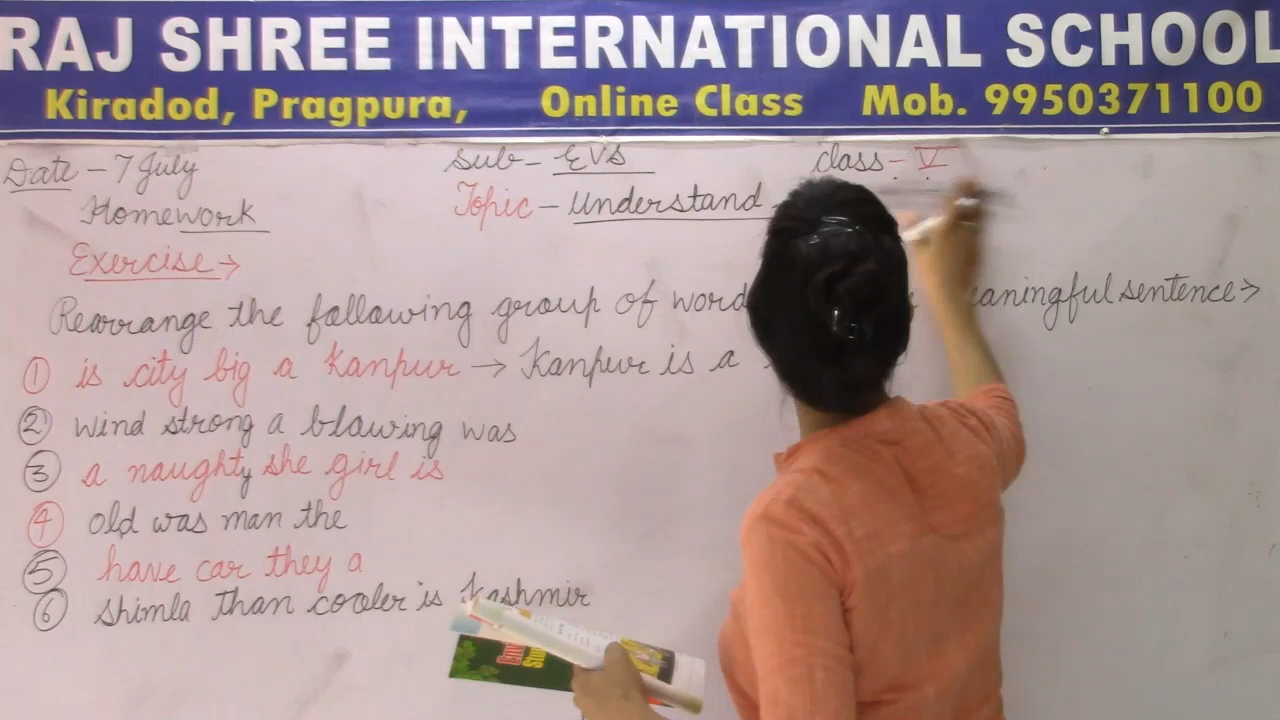 RAJ SHREE INTERNATIONAL SCHOOL
Kiradod, Pragpura, Online Class Mob. 9950371100
Date - 7 July Sub - EVS Class - V
Homework Topic - Understand -
Exercise →
Rearrange the following group of word eaningful sentence >
① is city big a Kanpur → Kanpur is a
② wind strong a blowing was
③ a naughty she girl is
④ old was man the
⑤ have car they a
⑥ shimla than cooler is Kashmir